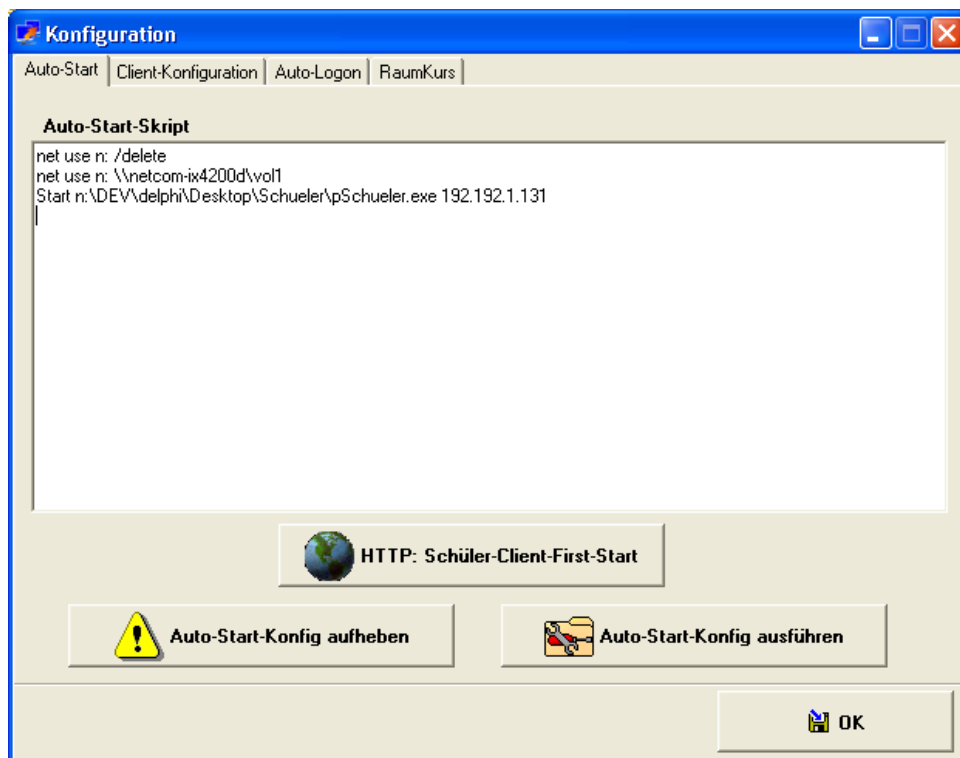 Konfiguration
Auto-Start Client-Konfiguration Auto-Logon RaumKurs
Auto-Start-Skript
net use n: /delete
net use n: \\netcom-ix4200d\vol1
Start n:\DEV\delphi\Desktop\Schueler\pSchueler.exe 192.192.1.131
HTTP: Schüler-Client-First-Start
Auto-Start-Konfig aufheben
Auto-Start-Konfig ausführen
OK